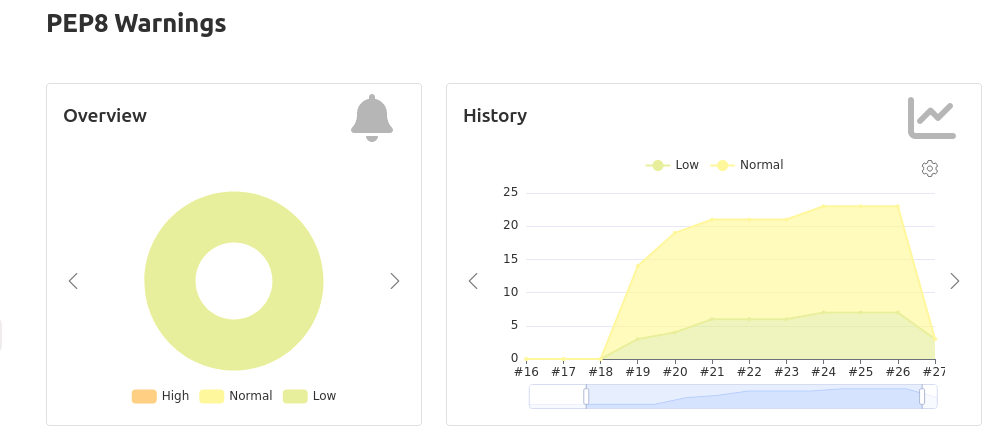 PEP8 Warnings
Overview
High Normal Low
History
Low Normal
25
20
15
10
5
0
#16 #17 #18 #19 #20 #21 #22 #23 #24 #25 #26 #27